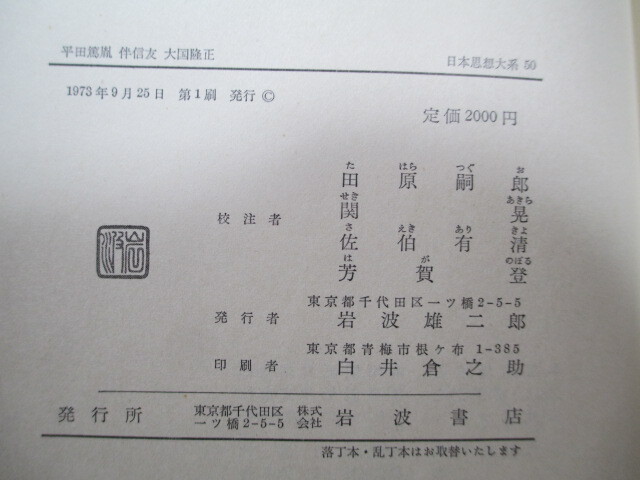 平田篤胤 伴信友 大国隆正
日本思想大系 50
1973年9月25日 第1刷 発行©
定価2000円
校注者
た はら つぐ お
田原嗣郎
せき あきら
関晃
さ えき あり きよ
佐伯有清
は が のぼる
芳賀登
岩波
東京都千代田区一ツ橋2-5-5
発行者 岩波雄二郎
東京都青梅市根ケ布1-385
印刷者 白井倉之助
発行所 東京都千代田区一ツ橋2-5-5 株式会社 岩波書店
落丁本・乱丁本はお取替いたします